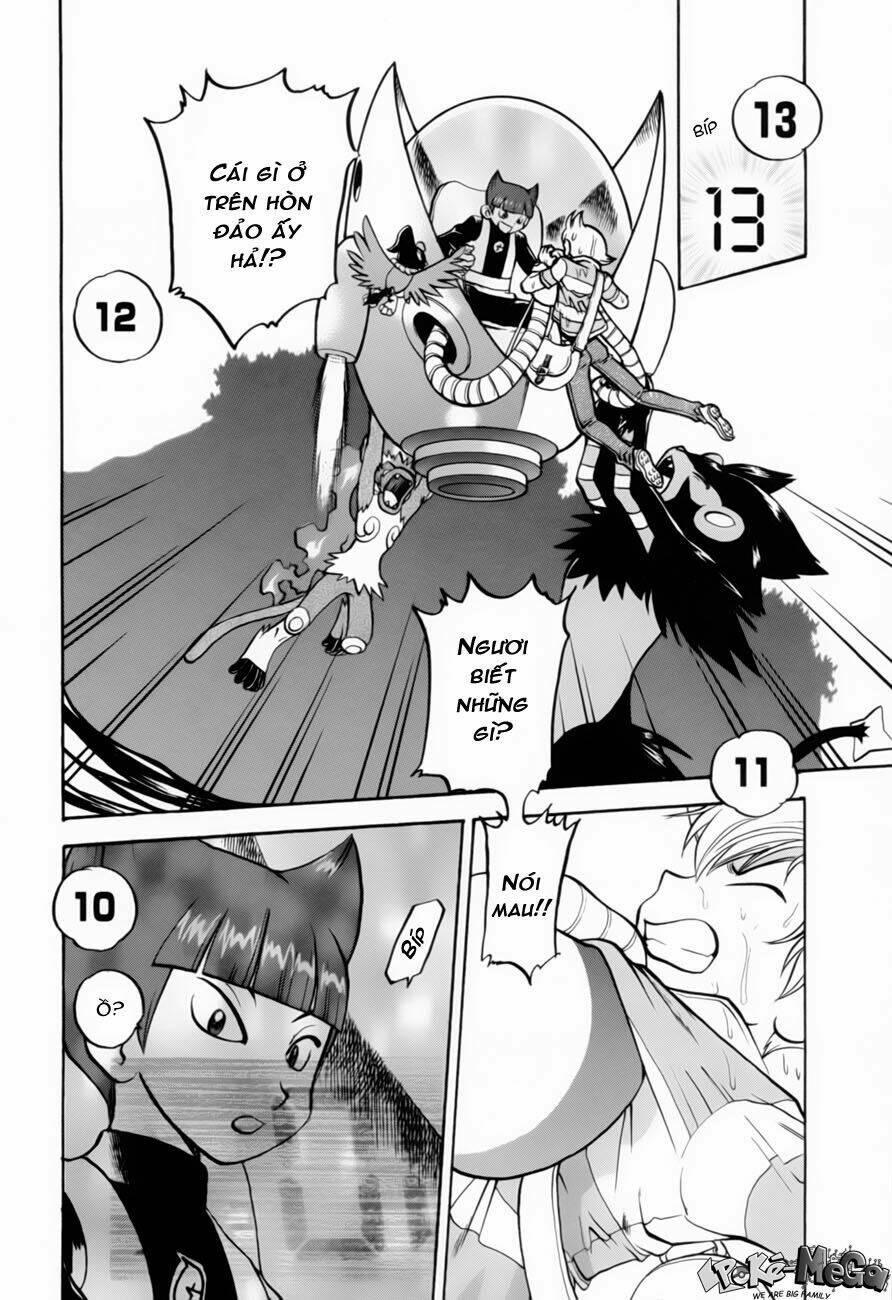 13
BÍP
13
CÁI GÌ Ở
TRÊN HÒN
ĐẢO ẤY
HẢ!?
12
NGƯƠI
BIẾT
NHỮNG
GÌ?
11
NÓI
MAU!!
10
BÍP
Ồ?
10
POKÉ-MEGA
WE ARE BIG FAMILY